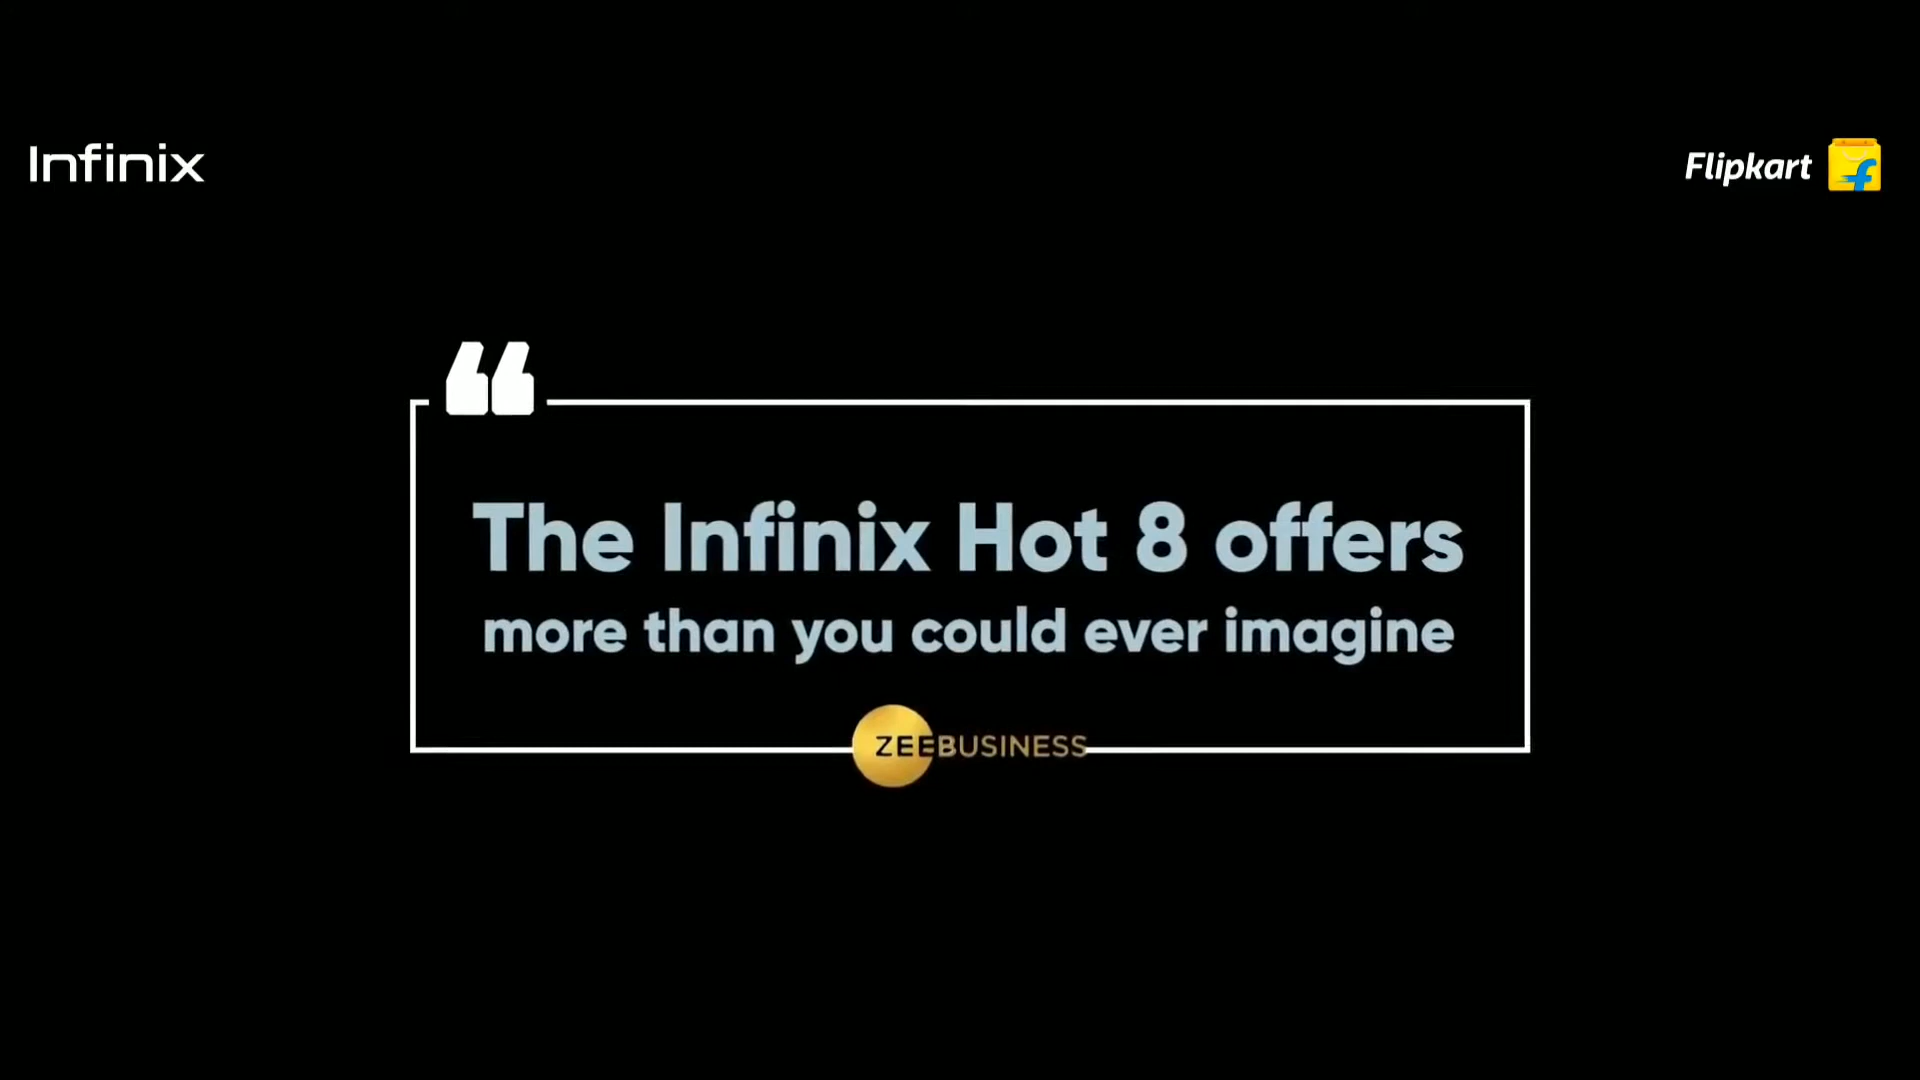 Infinix
Flipkart
The Infinix Hot 8 offers
more than you could ever imagine
ZEEBUSINESS